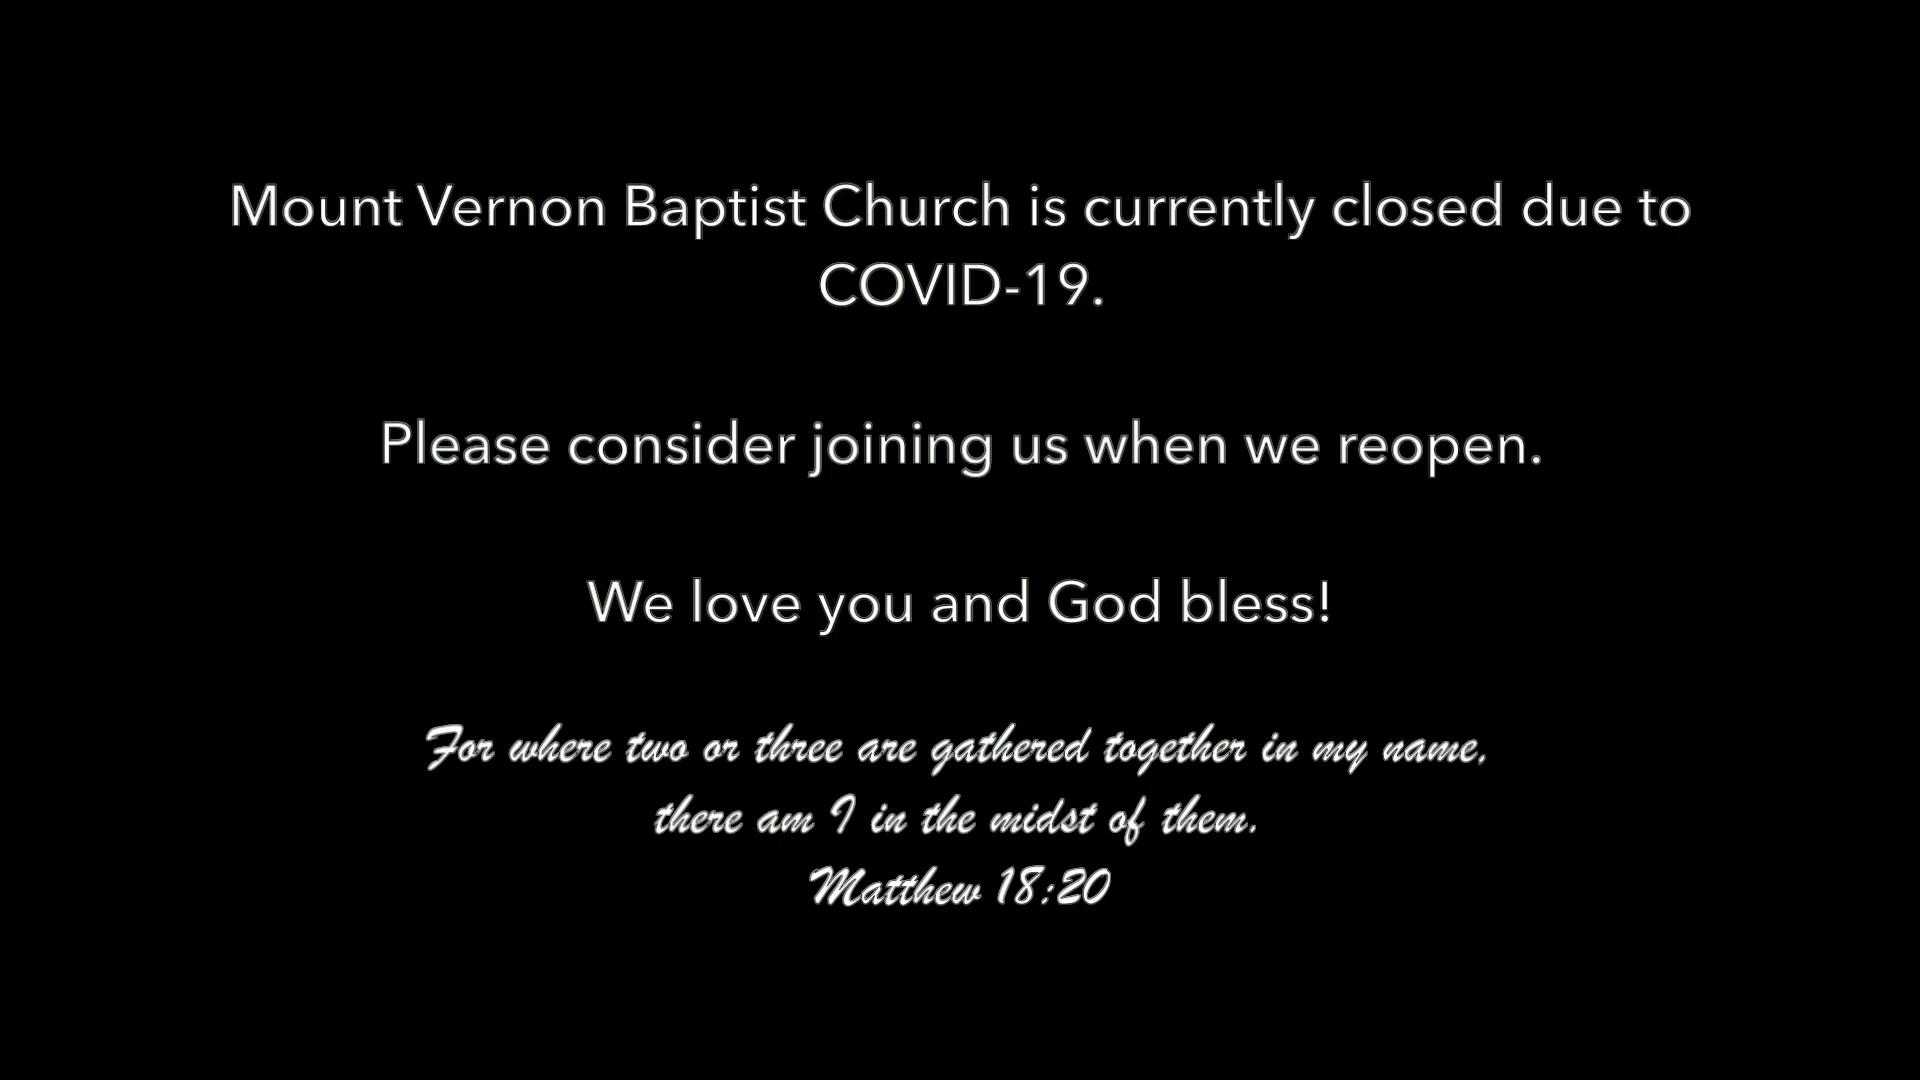 Mount Vernon Baptist Church is currently closed due to
COVID-19.
Please consider joining us when we reopen.
We love you and God bless!
For where two or three are gathered together in my name,
there am I in the midst of them.
Matthew 18:20